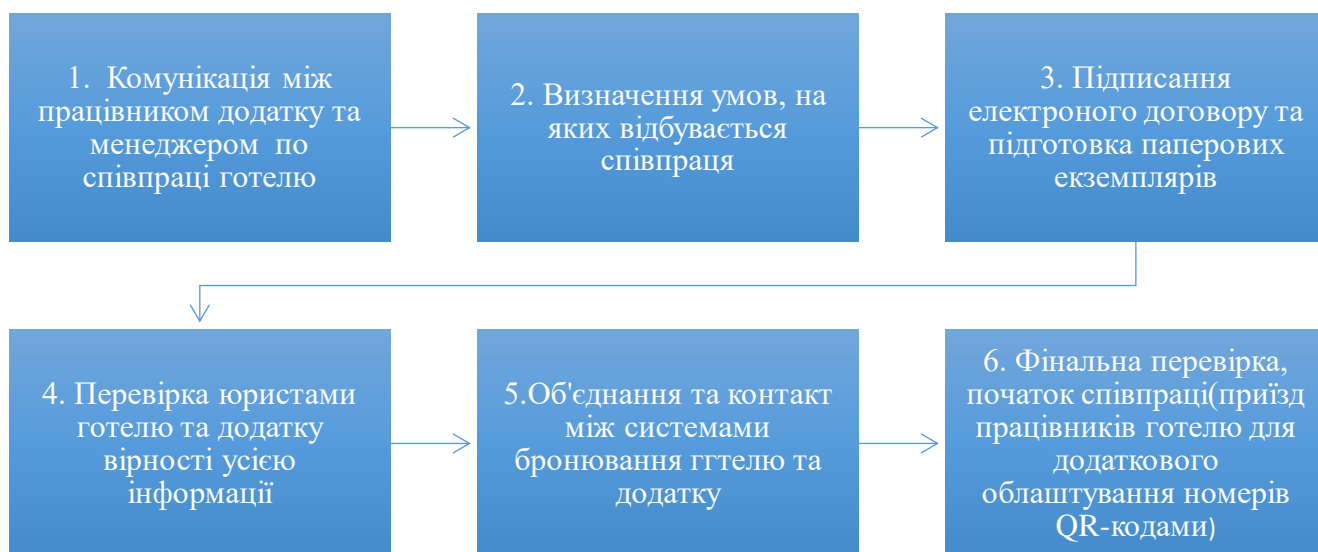 1. Комунікація між
працівником додатку та
менеджером по
співпраці готелю
2. Визначення умов, на
яких відбувається
співпраця
3. Підписання
електроного договору та
підготовка паперових
екземплярів
4. Перевірка юристами
готелю та додатку
вірності усією
інформації
5.Об'єднання та контакт
між системами
бронювання ггтелю та
додатку
6. Фінальна перевірка,
початок співпраці(приїзд
працівників готелю для
додаткового
облаштування номерів
QR-кодами)